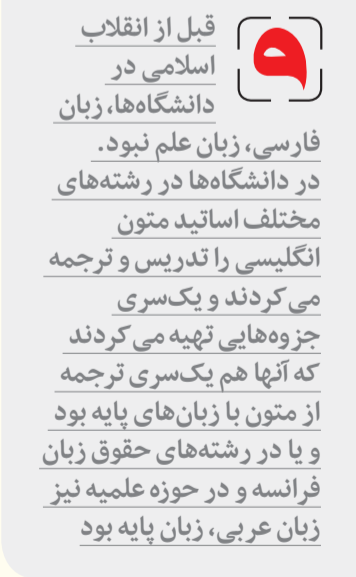 قبل از انقلاب
اسلامی در
دانشگاه‌ها، زبان
فارسی، زبان علم نبود.
در دانشگاه‌ها در رشته‌های
مختلف اساتید متون
انگلیسی را تدریس و ترجمه
می‌کردند و یک‌سری
جزوه‌هایی تهیه می‌کردند
که آنها هم یک‌سری ترجمه
از متون با زبان‌های پایه بود
و یا در رشته‌های حقوق زبان
فرانسه و در حوزه علمیه نیز
زبان عربی، زبان پایه بود